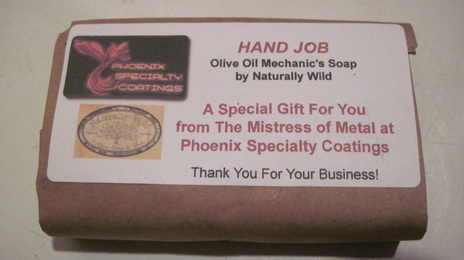 PHOENIX
SPECIALTY
COATINGS
HAND JOB
Olive Oil Mechanic's Soap
by Naturally Wild
A Special Gift For You
from The Mistress of Metal at
Phoenix Specialty Coatings
Thank You For Your Business!